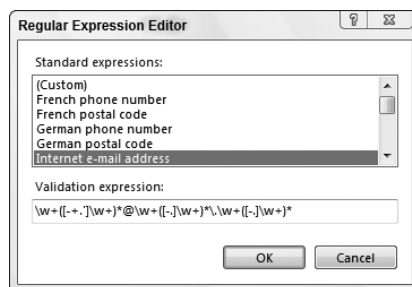 Regular Expression Editor
Standard expressions:
(Custom)
French phone number
French postal code
German phone number
German postal code
Internet e-mail address
Validation expression:
\w+([-+.']\w+)*@\w+([-.]\w+)*\.\w+([-.]\w+)*
OK Cancel